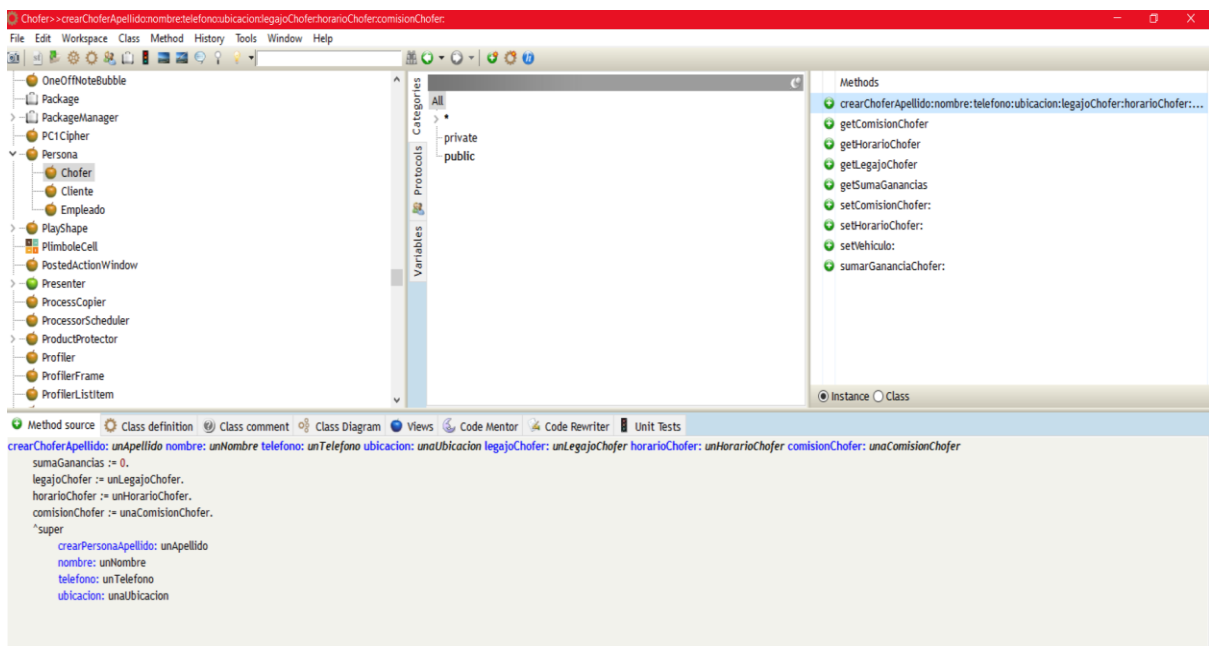 Chofer>>crearChoferApellido:nombre:telefono:ubicacion:legajoChofer:horarioChofer:comisionChofer:
File Edit Workspace Class Method History Tools Window Help
OneOffNoteBubble
Package
PackageManager
PC1Cipher
Persona
Chofer
Cliente
Empleado
PlayShape
PlimboleCell
PostedActionWindow
Presenter
ProcessCopier
ProcessorScheduler
ProductProtector
Profiler
ProfilerFrame
ProfilerListItem
Categories
Protocols
Variables
All
*
private
public
Methods
crearChoferApellido:nombre:telefono:ubicacion:legajoChofer:horarioChofer:...
getComisionChofer
getHorarioChofer
getLegajoChofer
getSumaGanancias
setComisionChofer:
setHorarioChofer:
setVehiculo:
sumarGananciaChofer:
Instance Class
Method source Class definition Class comment Class Diagram Views Code Mentor Code Rewriter Unit Tests
crearChoferApellido: unApellido nombre: unNombre telefono: unTelefono ubicacion: unaUbicacion legajoChofer: unLegajoChofer horarioChofer: unHorarioChofer comisionChofer: unaComisionChofer
sumaGanancias := 0.
legajoChofer := unLegajoChofer.
horarioChofer := unHorarioChofer.
comisionChofer := unaComisionChofer.
^super
crearPersonaApellido: unApellido
nombre: unNombre
telefono: unTelefono
ubicacion: unaUbicacion